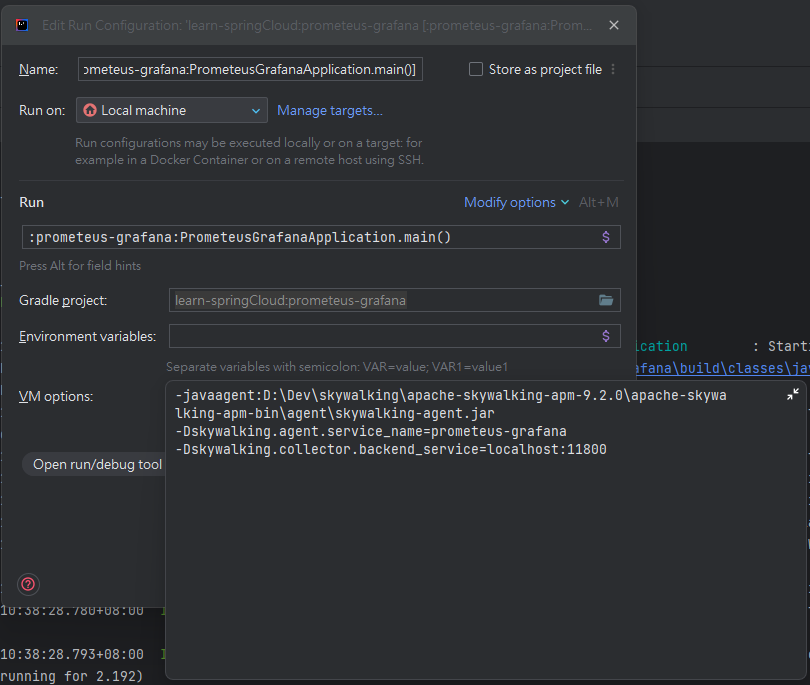 Edit Run Configuration: 'learn-springCloud:prometeus-grafana [:prometeus-grafana:Prom...
Name:
ometeus-grafana:PrometeusGrafanaApplication.main()]
Store as project file
Run on:
Local machine
Manage targets...
Run configurations may be executed locally or on a target: for
example in a Docker Container or on a remote host using SSH.
Run
Modify options
Alt+M
:prometeus-grafana:PrometeusGrafanaApplication.main()
$
Press Alt for field hints
Gradle project:
learn-springCloud:prometeus-grafana
Environment variables:
$
ication : Start
Separate variables with semicolon: VAR=value; VAR1=value1
afana\build\classes\jav
VM options:
-javaagent:D:\Dev\skywalking\apache-skywalking-apm-9.2.0\apache-skywa
lking-apm-bin\agent\skywalking-agent.jar
-Dskywalking.agent.service_name=prometeus-grafana
-Dskywalking.collector.backend_service=localhost:11800
Open run/debug tool
?
10:38:28.780+08:00
10:38:28.793+08:00
running for 2.192)